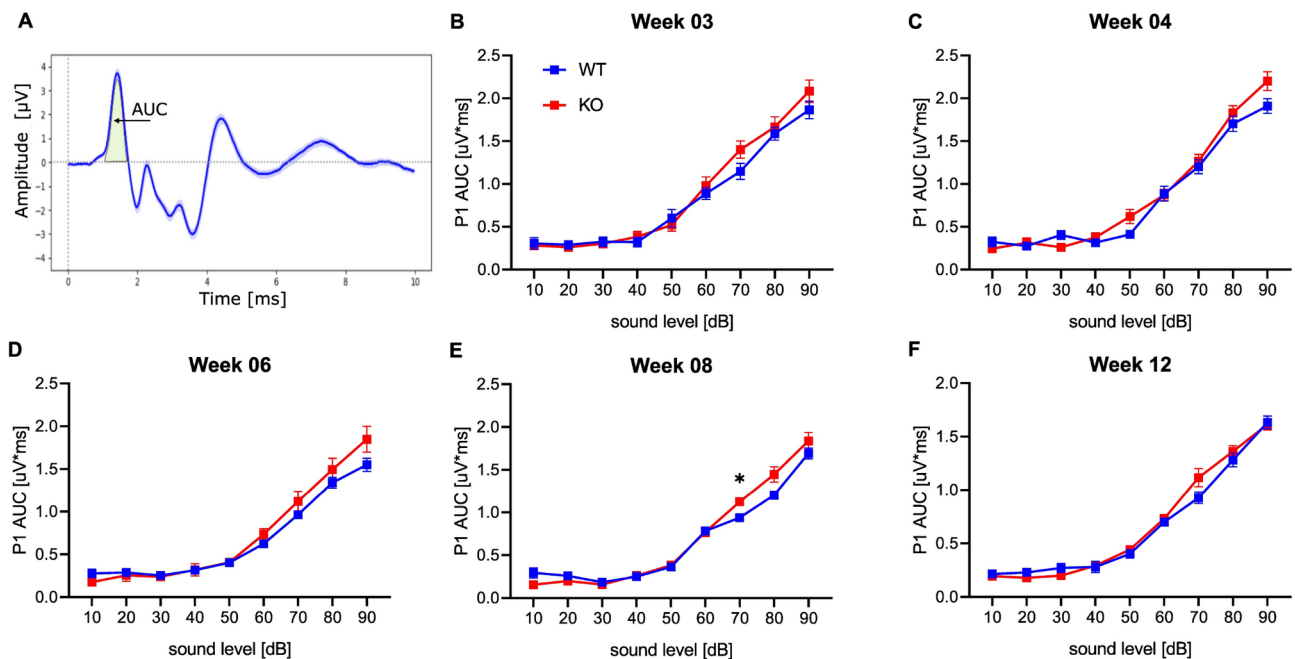 A
Amplitude [µV]
4
3
2
1
0
-1
-2
-3
-4
AUC
0 2 4 6 8 10
Time [ms]
B
Week 03
P1 AUC [uV*ms]
2.5
2.0
1.5
1.0
0.5
0.0
WT
KO
10 20 30 40 50 60 70 80 90
sound level [dB]
C
Week 04
P1 AUC [uV*ms]
2.5
2.0
1.5
1.0
0.5
0.0
10 20 30 40 50 60 70 80 90
sound level [dB]
D
Week 06
P1 AUC [uV*ms]
2.5
2.0
1.5
1.0
0.5
0.0
10 20 30 40 50 60 70 80 90
sound level [dB]
E
Week 08
P1 AUC [uV*ms]
2.5
2.0
1.5
1.0
0.5
0.0
*
10 20 30 40 50 60 70 80 90
sound level [dB]
F
Week 12
P1 AUC [uV*ms]
2.0
1.5
1.0
0.5
0.0
10 20 30 40 50 60 70 80 90
sound level [dB]